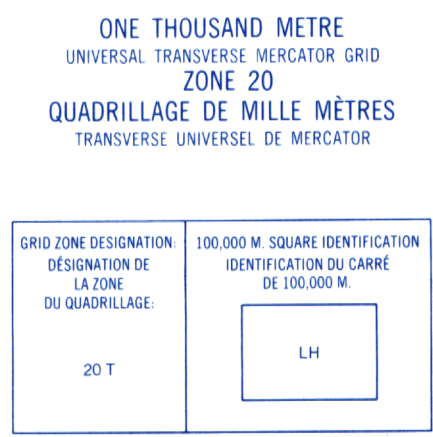 ONE THOUSAND METRE
UNIVERSAL TRANSVERSE MERCATOR GRID
ZONE 20
QUADRILLAGE DE MILLE MÈTRES
TRANSVERSE UNIVERSEL DE MERCATOR
GRID ZONE DESIGNATION:
DÉSIGNATION DE
LA ZONE
DU QUADRILLAGE:
20 T
100,000 M. SQUARE IDENTIFICATION
IDENTIFICATION DU CARRÉ
DE 100,000 M.
LH